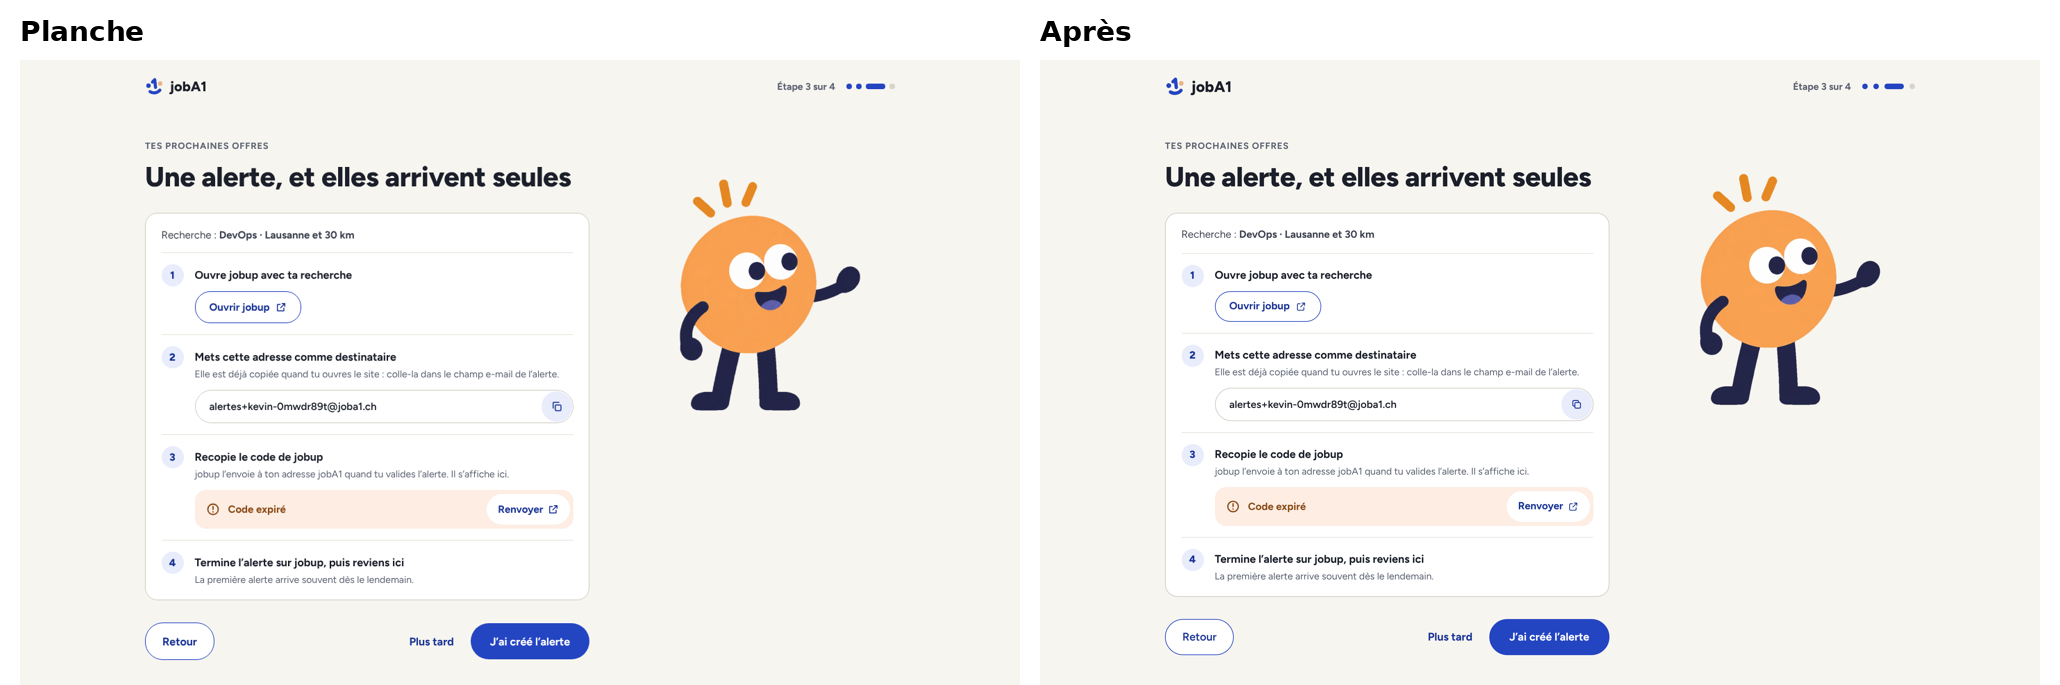 Planche
jobA1
Étape 3 sur 4
TES PROCHAINES OFFRES
Une alerte, et elles arrivent seules
Recherche : DevOps · Lausanne et 30 km
1 Ouvre jobup avec ta recherche
Ouvrir jobup
2 Mets cette adresse comme destinataire
Elle est déjà copiée quand tu ouvres le site : colle-la dans le champ e-mail de l’alerte.
alertes+kevin-0mwdr89t@joba1.ch
3 Recopie le code de jobup
jobup l’envoie à ton adresse jobA1 quand tu valides l’alerte. Il s’affiche ici.
Code expiré Renvoyer
4 Termine l’alerte sur jobup, puis reviens ici
La première alerte arrive souvent dès le lendemain.
Retour Plus tard J’ai créé l’alerte
Après
jobA1
Étape 3 sur 4
TES PROCHAINES OFFRES
Une alerte, et elles arrivent seules
Recherche : DevOps · Lausanne et 30 km
1 Ouvre jobup avec ta recherche
Ouvrir jobup
2 Mets cette adresse comme destinataire
Elle est déjà copiée quand tu ouvres le site : colle-la dans le champ e-mail de l’alerte.
alertes+kevin-0mwdr89t@joba1.ch
3 Recopie le code de jobup
jobup l’envoie à ton adresse jobA1 quand tu valides l’alerte. Il s’affiche ici.
Code expiré Renvoyer
4 Termine l’alerte sur jobup, puis reviens ici
La première alerte arrive souvent dès le lendemain.
Retour Plus tard J’ai créé l’alerte